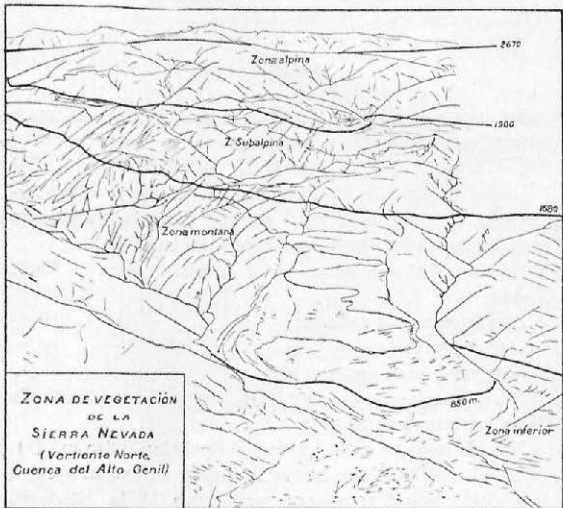 2670
Zona alpina
1900
Z. Subalpina
1580
Zona montana
850 m.
Zona inferior
ZONA DE VEGETACIÓN
DE LA
SIERRA NEVADA
(Vertiente Norte
Cuenca del Alto Genil)